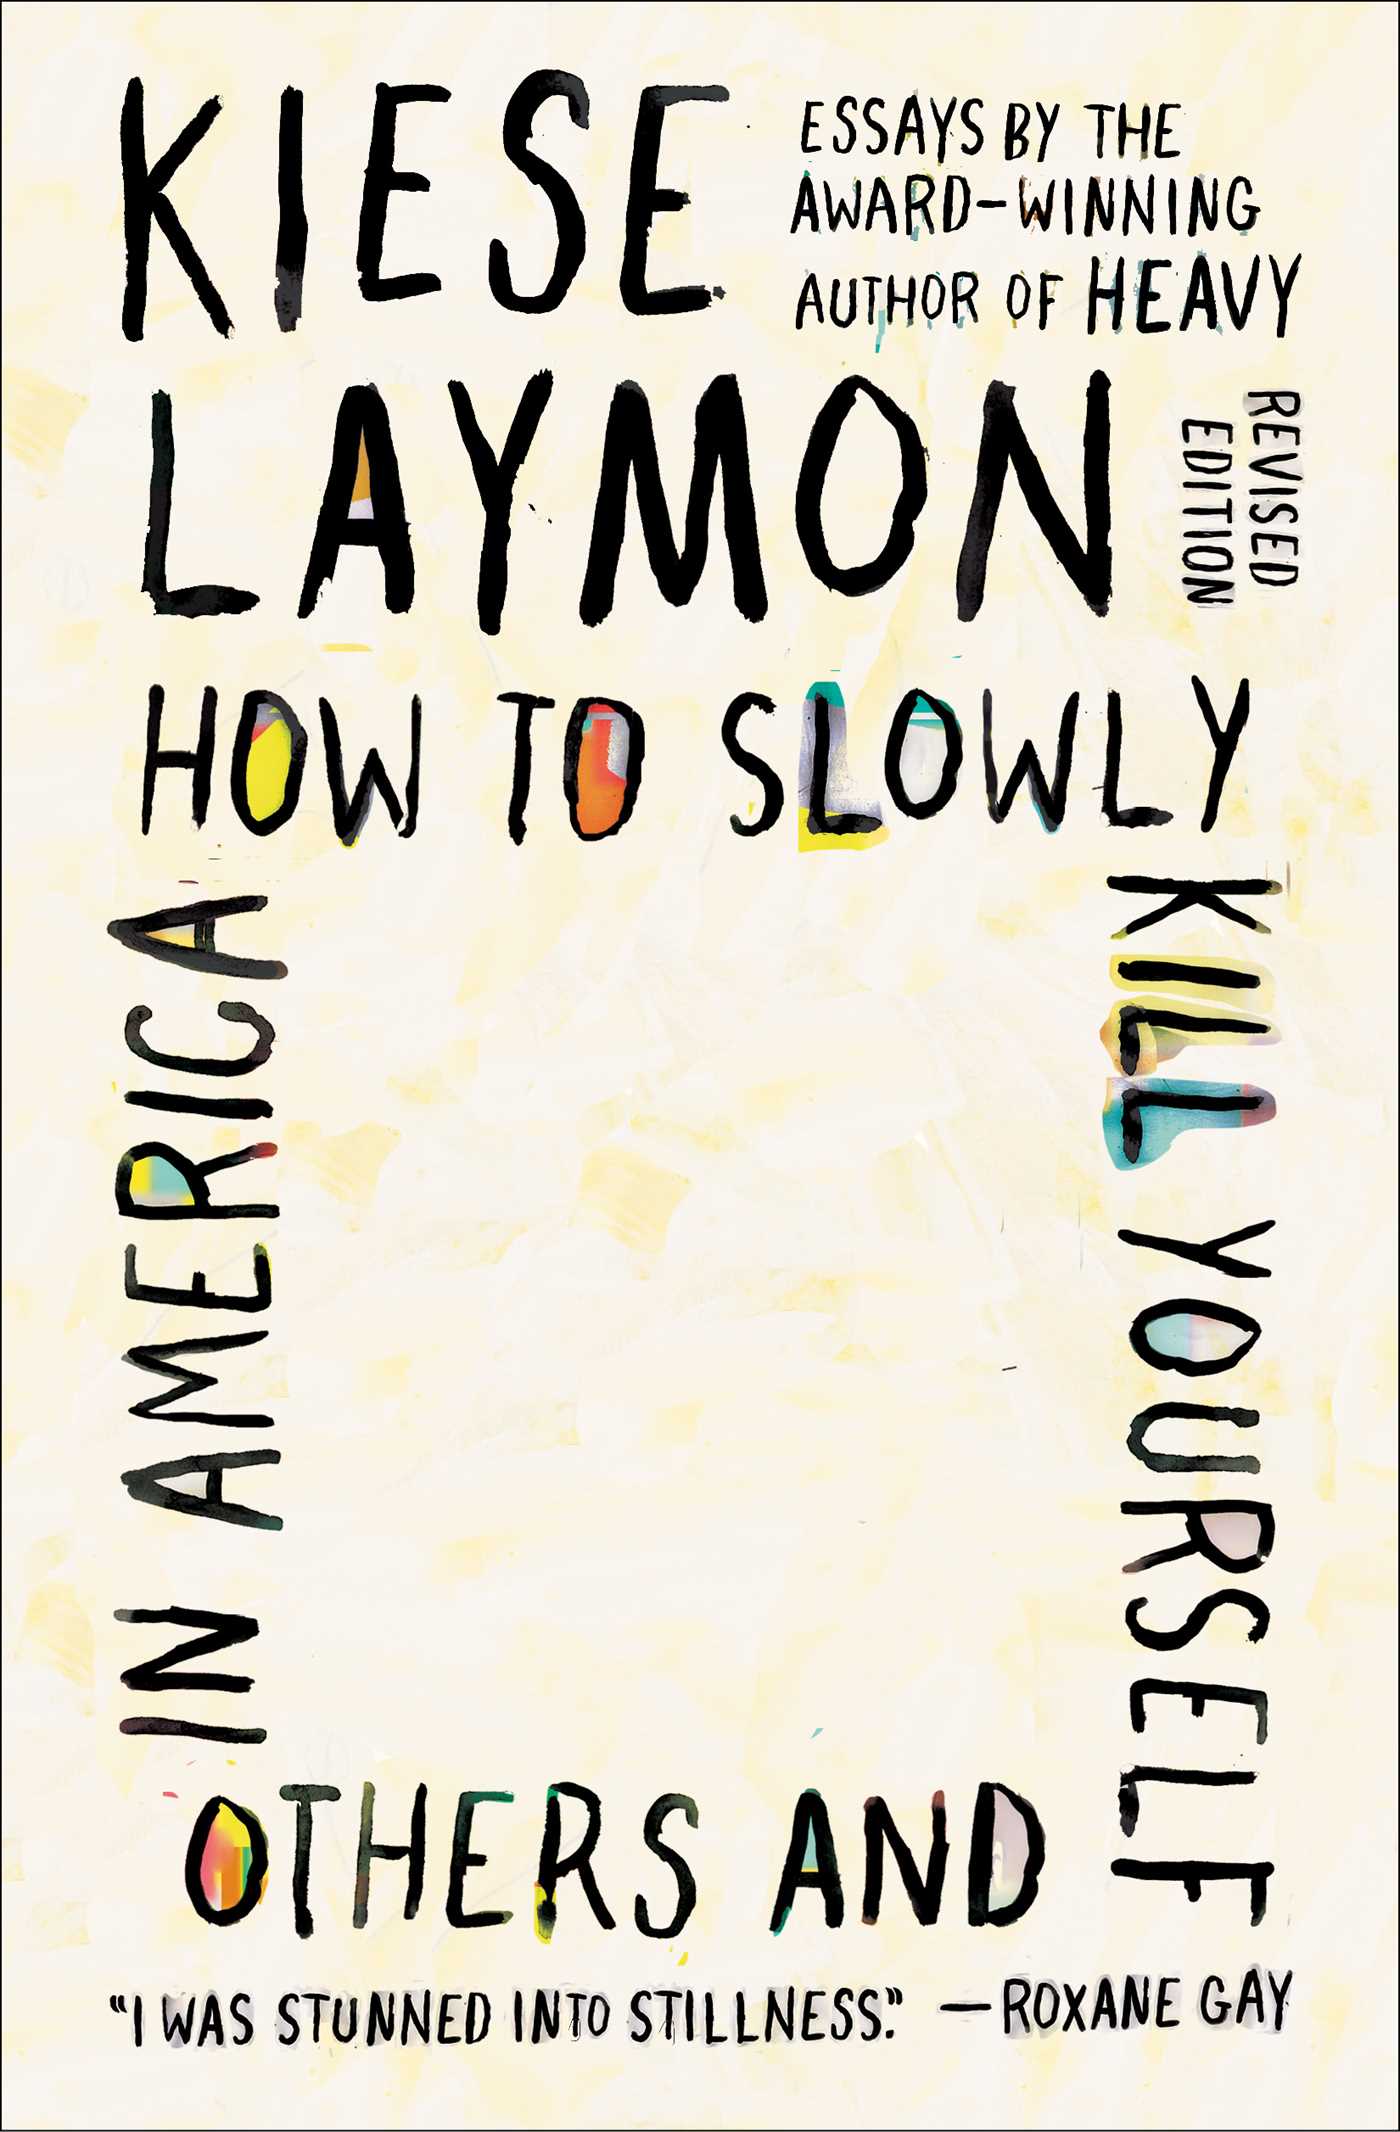 KIESE
ESSAYS BY THE
AWARD-WINNING
AUTHOR OF HEAVY
LAYMON
REVISED
EDITION
HOW TO SLOWLY
KILL YOURSELF
OTHERS AND
IN AMERICA
"I WAS STUNNED INTO STILLNESS." —ROXANE GAY